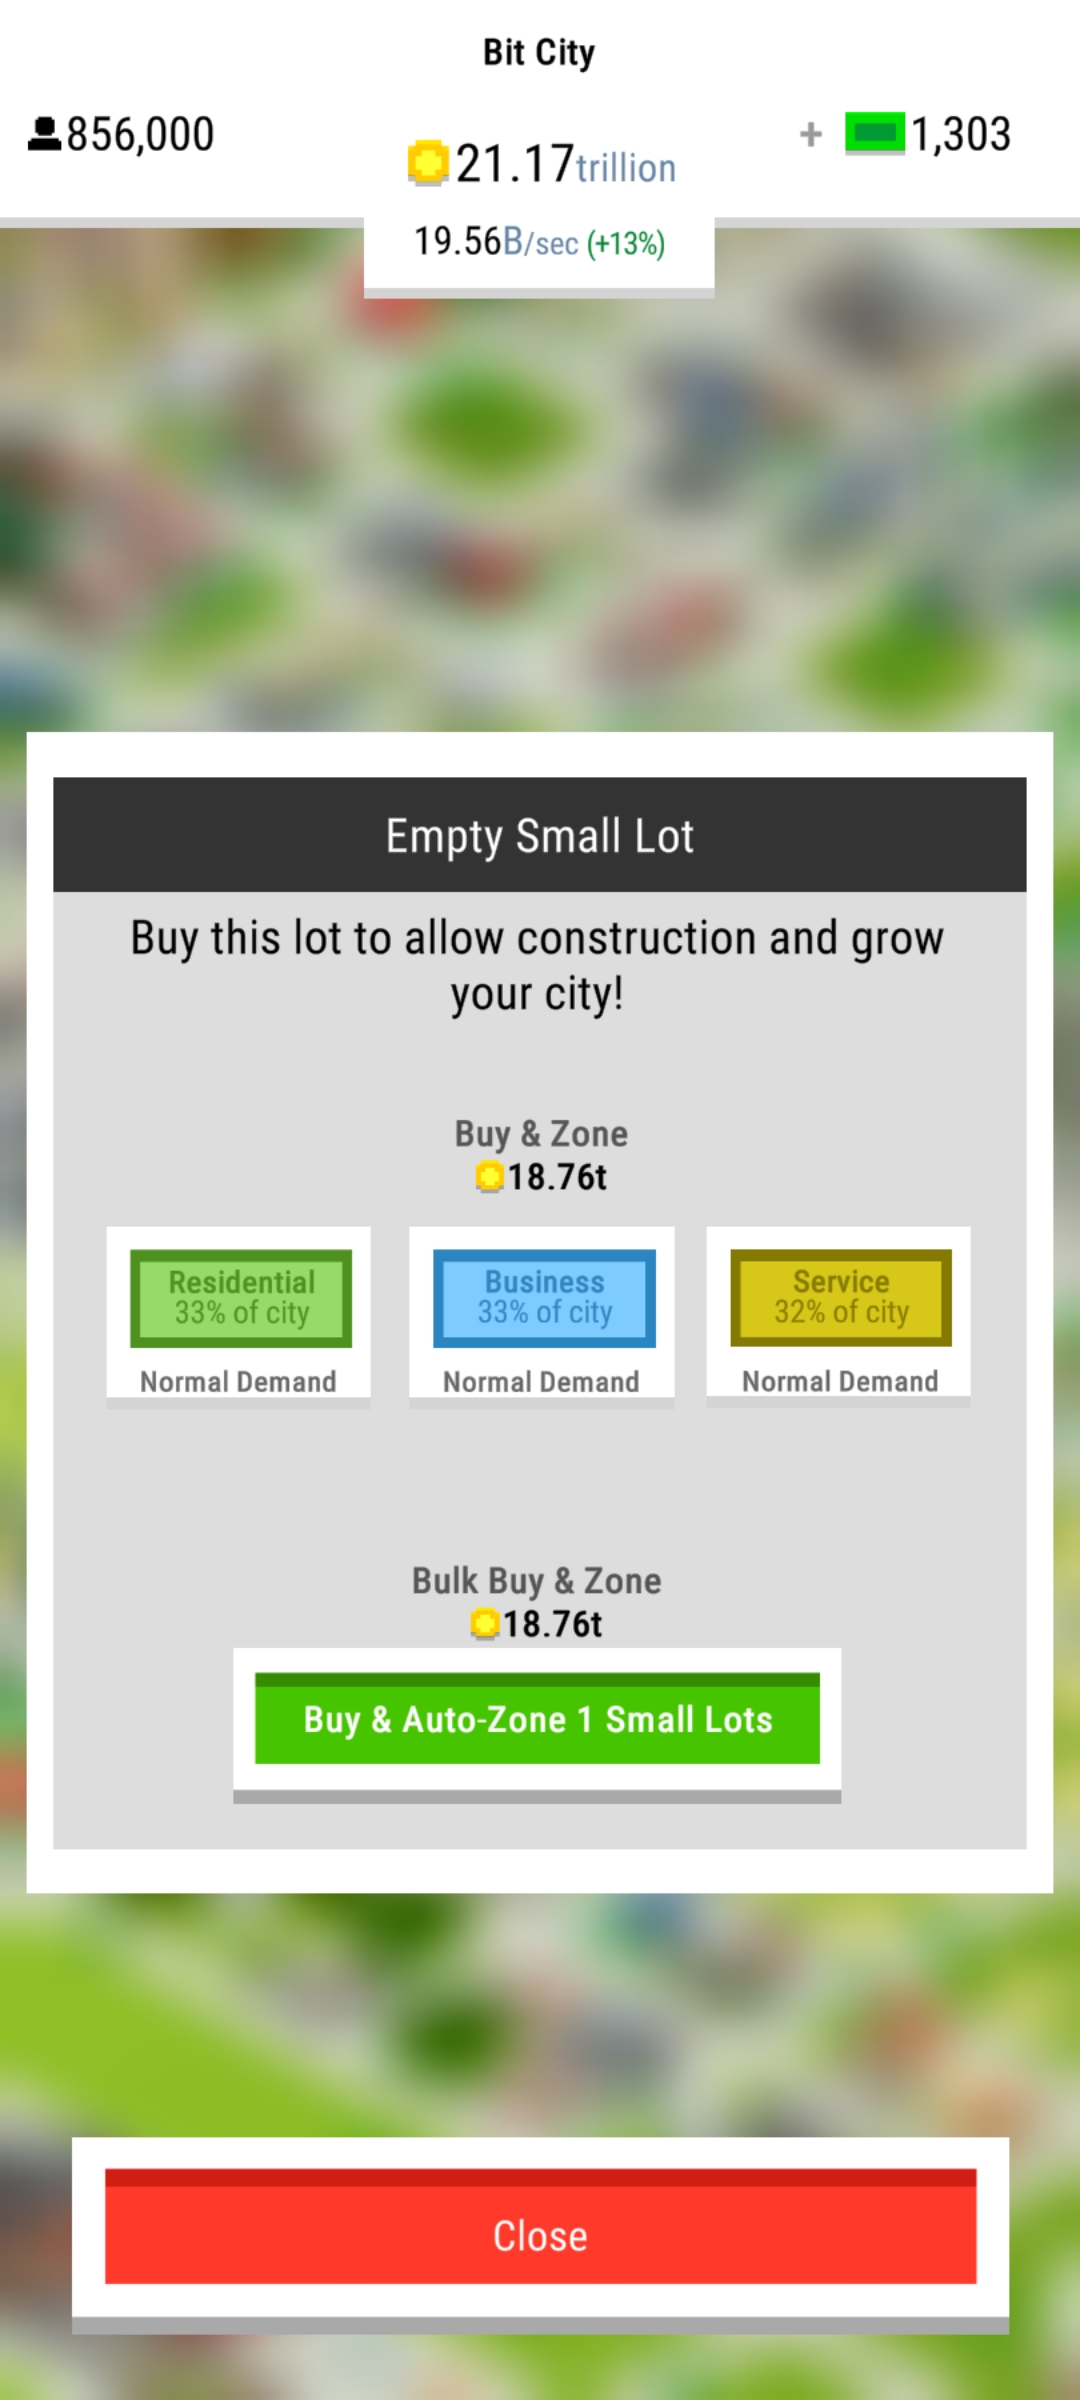 Bit City
856,000
21.17trillion
+ 1,303
19.56B/sec (+13%)
Empty Small Lot
Buy this lot to allow construction and grow
your city!
Buy & Zone
18.76t
Residential
33% of city
Normal Demand
Business
33% of city
Normal Demand
Service
32% of city
Normal Demand
Bulk Buy & Zone
18.76t
Buy & Auto-Zone 1 Small Lots
Close